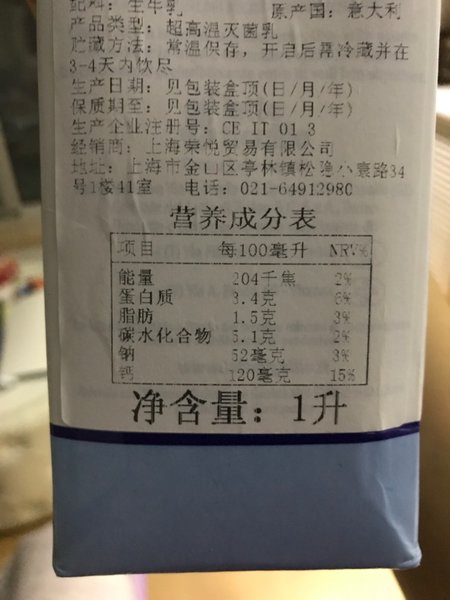 配料：生牛乳 原产国：意大利
产品类型：超高温灭菌乳
贮藏方法：常温保存，开启后需冷藏并在
3-4天内饮尽
生产日期：见包装盒顶(日/月/年)
保质期至：见包装盒顶(日/月/年)
生产企业注册号：CE IT 01 3
经销商：上海荣悦贸易有限公司
地址：上海市金山区亭林镇松隐小寰路34
号1楼41室 电话：021-64912980
营养成分表
项目 每100毫升 NRV%
能量 204千焦 2%
蛋白质 3.4克 6%
脂肪 1.5克 3%
碳水化合物 5.1克 2%
钠 52毫克 3%
钙 120毫克 15%
净含量：1升